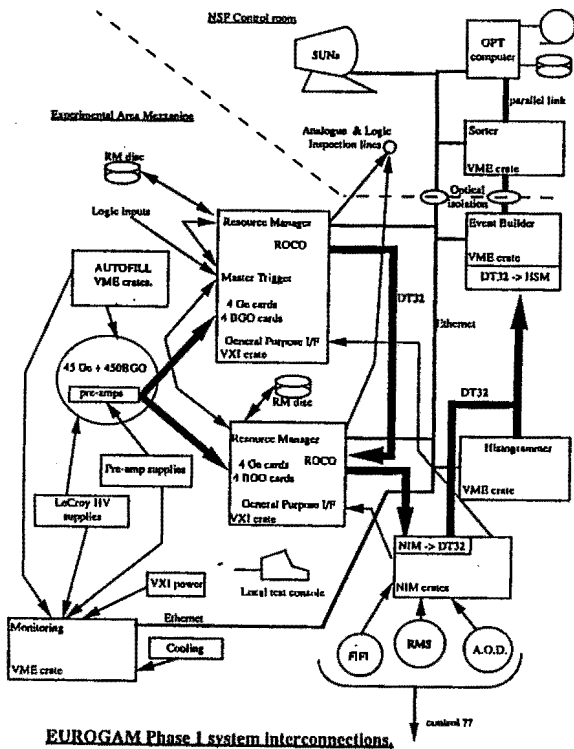 NSF Control room
SUNs
GPT
computer
parallel link
Experimental Area Mezzanine
Analogue & Logic
Inspection lines
Sorter
VME crate
RM disc
Optical
isolation
Logic inputs
Resource Manager
ROCO
Event Builder
VME crate
DT32 -> HSM
AUTOFILL
VME crates.
Master Trigger
DT32
4 Ge cards
4 BGO cards
Ethernet
General Purpose I/F
VXI crate
45 Ge + 450BGO
pre-amps
RM disc
DT32
Resource Manager
ROCO
Histogrammer
Pre-amp supplies
4 Ge cards
4 BGO cards
VME crate
LeCroy HV
supplies
General Purpose I/F
VXI crate
NIM -> DT32
VXI power
Local test console
NIM crates
Ethernet
Monitoring
VME crate
Cooling
FIFI
RMS
A.O.D.
control ??
EUROGAM Phase 1 system interconnections.